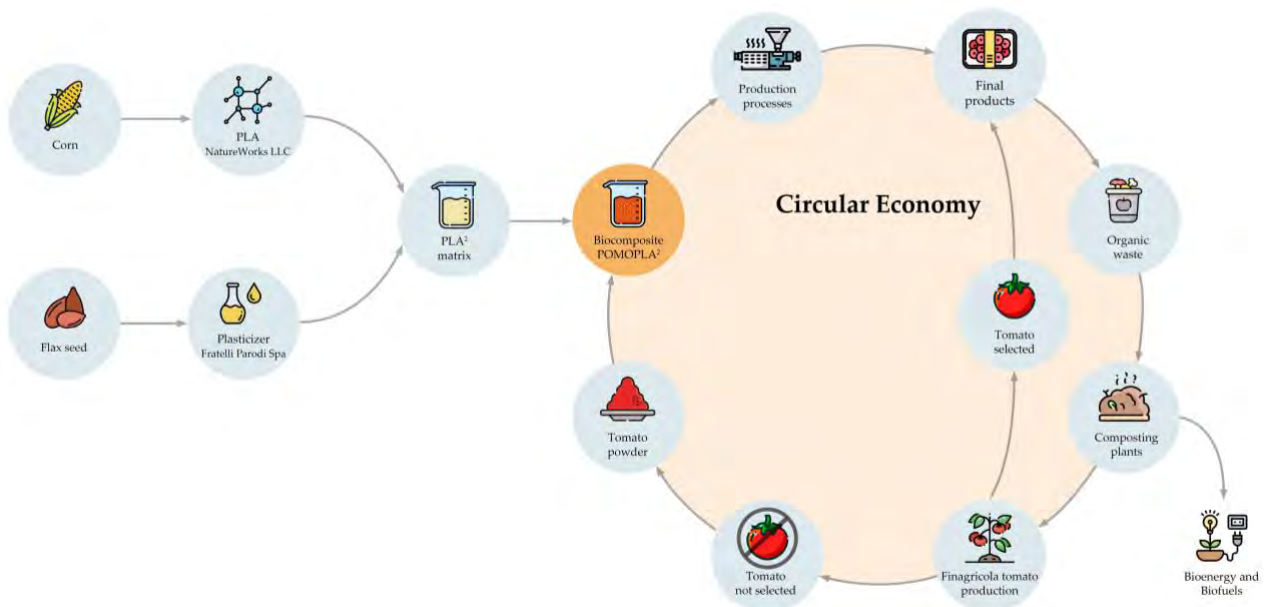 Corn
PLA
NatureWorks LLC
Flax seed
Plasticizer
Fratelli Parodi Spa
PLA²
matrix
Biocomposite
POMOPLA²
Production
processes
Final
products
Circular Economy
Organic
waste
Tomato
selected
Composting
plants
Tomato
powder
Tomato
not selected
Finagricola tomato
production
Bioenergy and
Biofuels